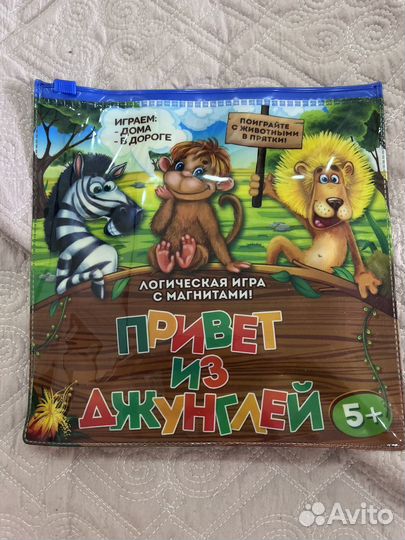 ИГРАЕМ:
- ДОМА
- В ДОРОГЕ
ПОИГРАЙТЕ
С ЖИВОТНЫМИ
В ПРЯТКИ!
ЛОГИЧЕСКАЯ ИГРА
С МАГНИТАМИ!
ПРИВЕТ
ИЗ
ДЖУНГЛЕЙ
5+
Avito